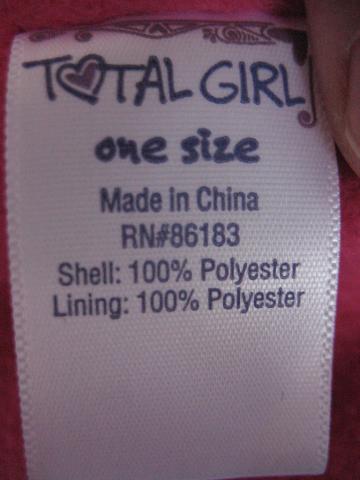 TOTAL GIRL
one size
Made in China
RN#86183
Shell: 100% Polyester
Lining: 100% Polyester